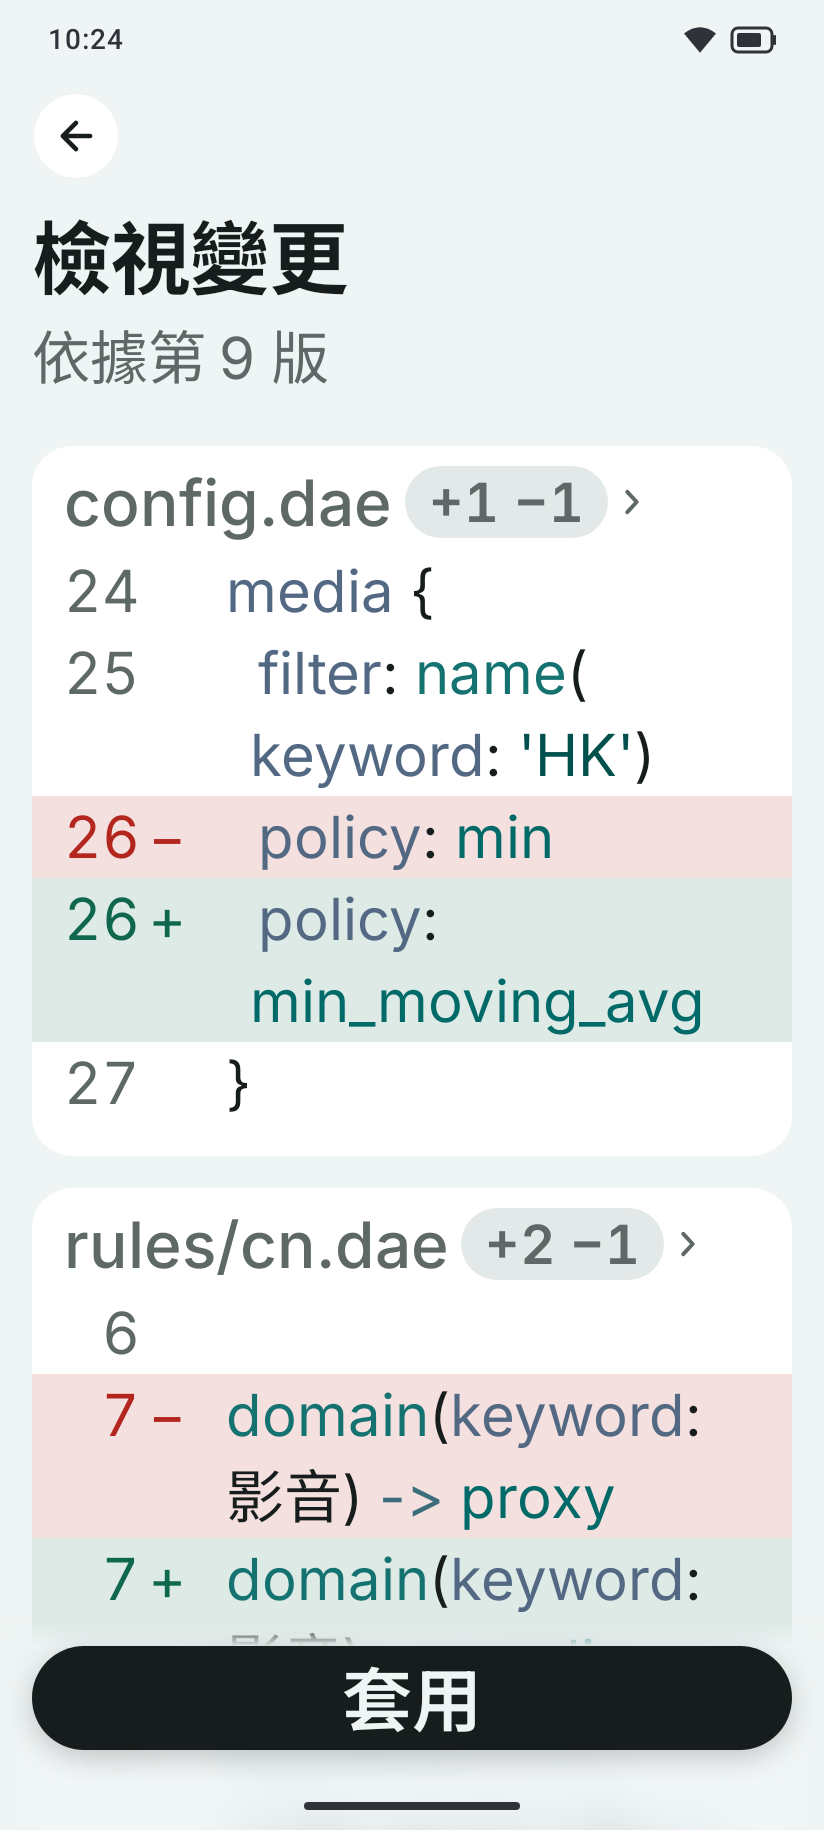 10:24
檢視變更
依據第 9 版
config.dae +1 −1
24 media {
25 filter: name(
keyword: 'HK')
26 − policy: min
26 + policy:
min_moving_avg
27 }
rules/cn.dae +2 −1
6
7 − domain(keyword:
影音) -> proxy
7 + domain(keyword:
套用